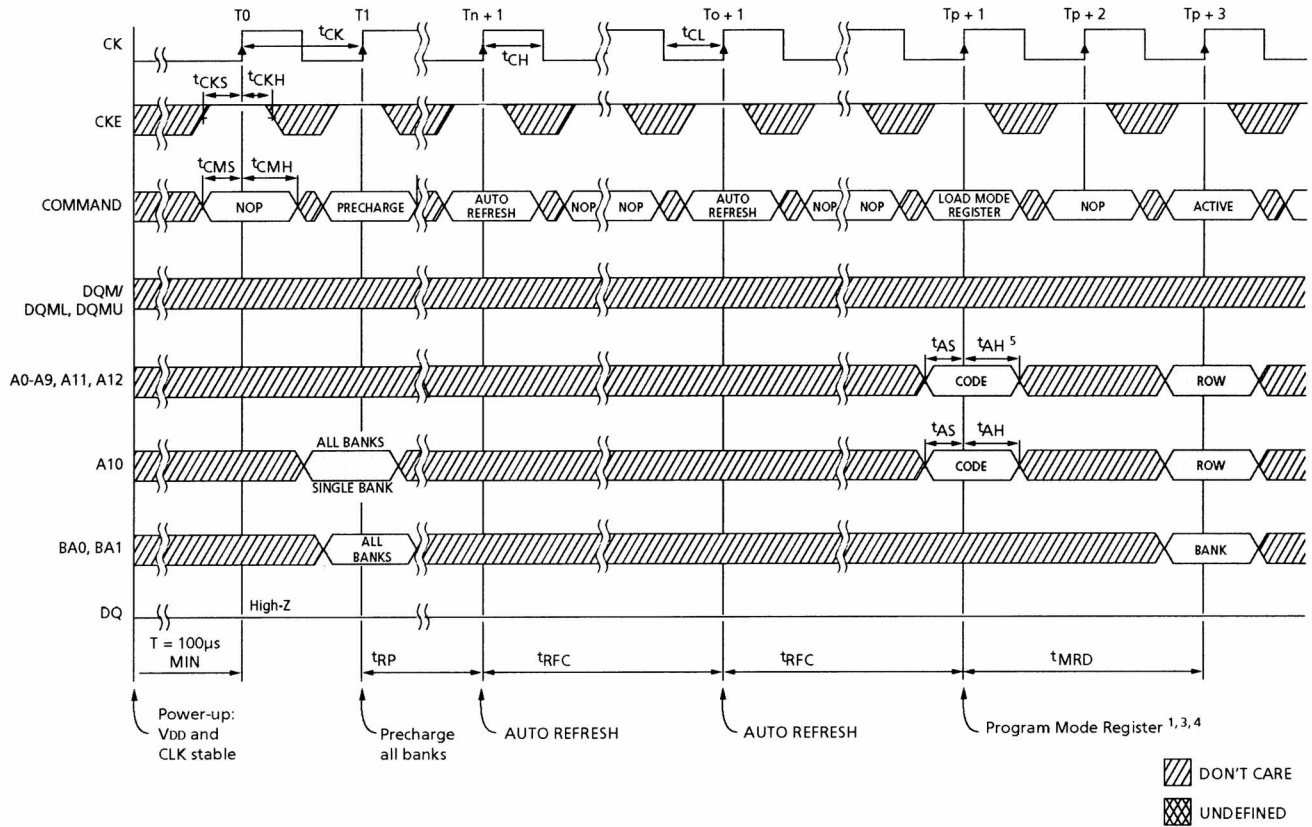 T0 T1 Tn + 1 To + 1 Tp + 1 Tp + 2 Tp + 3
CK tCK tCH tCL
tCKS tCKH
CKE
tCMS tCMH
COMMAND NOP PRECHARGE AUTO REFRESH NOP NOP AUTO REFRESH NOP NOP LOAD MODE REGISTER NOP ACTIVE
DQM/
DQML, DQMU
tAS tAH 5
A0-A9, A11, A12 CODE ROW
ALL BANKS tAS tAH
A10 CODE ROW
SINGLE BANK
BA0, BA1 ALL BANKS BANK
DQ High-Z
T = 100µs
MIN tRP tRFC tRFC tMRD
Power-up:
VDD and
CLK stable
Precharge
all banks
AUTO REFRESH
AUTO REFRESH
Program Mode Register 1, 3, 4
DON'T CARE
UNDEFINED